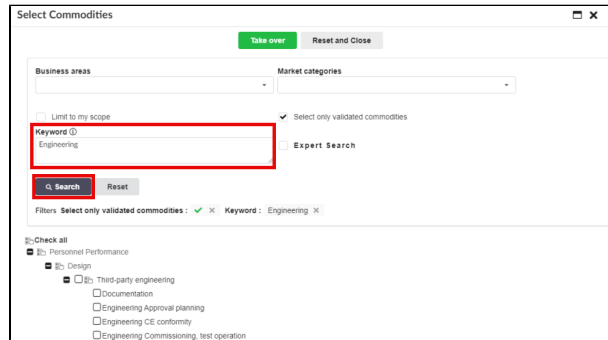 Select Commodities
Take over Reset and Close
Business areas Market categories
Limit to my scope Select only validated commodities
Keyword
Engineering
Expert Search
Search Reset
Filters Select only validated commodities : Keyword : Engineering
Check all
Personnel Performance
Design
Third-party engineering
Documentation
Engineering Approval planning
Engineering CE conformity
Engineering Commissioning, test operation